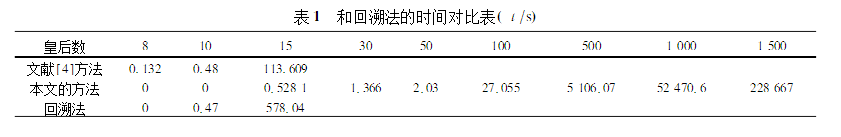 表1 和回溯法的时间对比表( t/s)
皇后数 8 10 15 30 50 100 500 1 000 1 500
文献[4]方法 0.132 0.48 113.609
本文的方法 0 0 0.528 1 1.366 2.03 27.055 5 106.07 52 470.6 228 667
回溯法 0 0.47 578.04